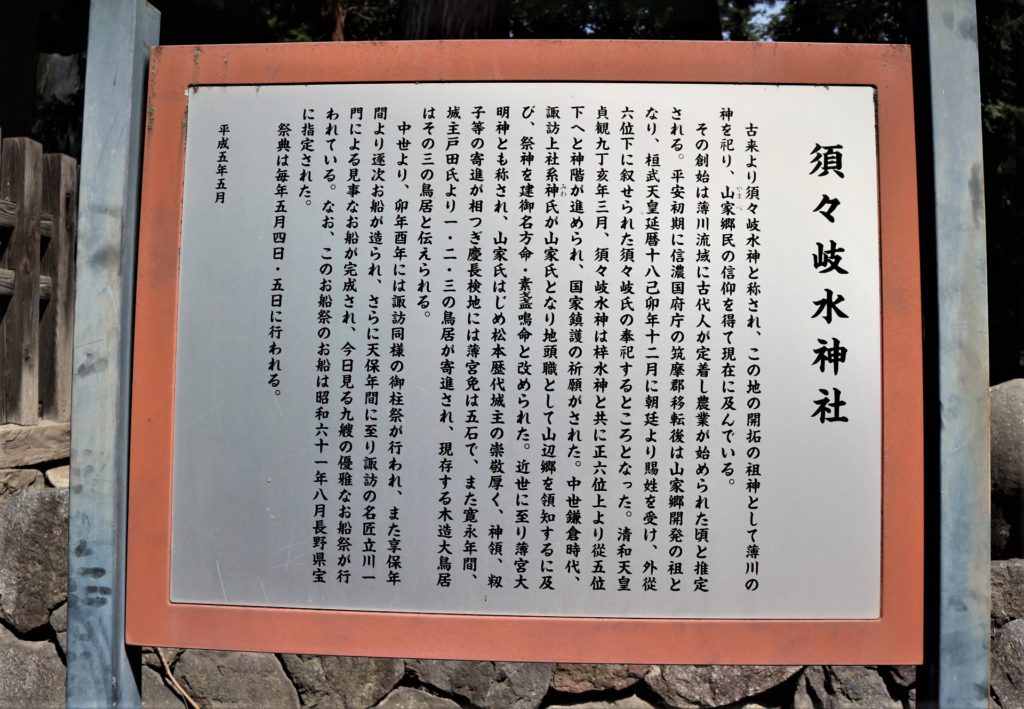 須々岐水神社
古来より須々岐水神と称され、この地の開拓の祖神として薄川の
神を祀り、山家郷民の信仰を得て現在に及んでいる。
やまべ
その創始は薄川流域に古代人が定着し農業が始められた頃と推定
される。平安初期に信濃国府庁の筑摩郡移転後は山家郷開発の祖と
なり、桓武天皇延暦十八己卯年十二月に朝廷より賜姓を受け、外従
六位下に叙せられた須々岐氏の奉祀するところとなった。清和天皇
貞観九丁亥年三月、須々岐水神は梓水神と共に正六位上より従五位
下へと神階が進められ、国家鎮護の祈願がされた。中世鎌倉時代、
諏訪上社系神氏が山家氏となり地頭職として山辺郷を領知するに及
みわ
び、祭神を建御名方命・素盞鳴命と改められた。近世に至り薄宮大
明神とも称され、山家氏はじめ松本歴代城主の崇敬厚く、神領、籾
子等の寄進が相つぎ慶長検地には薄宮免は五石で、また寛永年間、
城主戸田氏より一・二・三の鳥居が寄進され、現存する木造大鳥居
はその三の鳥居と伝えられる。
中世より、卯年酉年には諏訪同様の御柱祭が行われ、また享保年
間より逐次お船が造られ、さらに天保年間に至り諏訪の名匠立川一
門による見事なお船が完成され、今日見る九艘の優雅なお船祭が行
われている。なお、このお船祭のお船は昭和六十一年八月長野県宝
に指定された。
祭典は毎年五月四日・五日に行われる。
平成五年五月